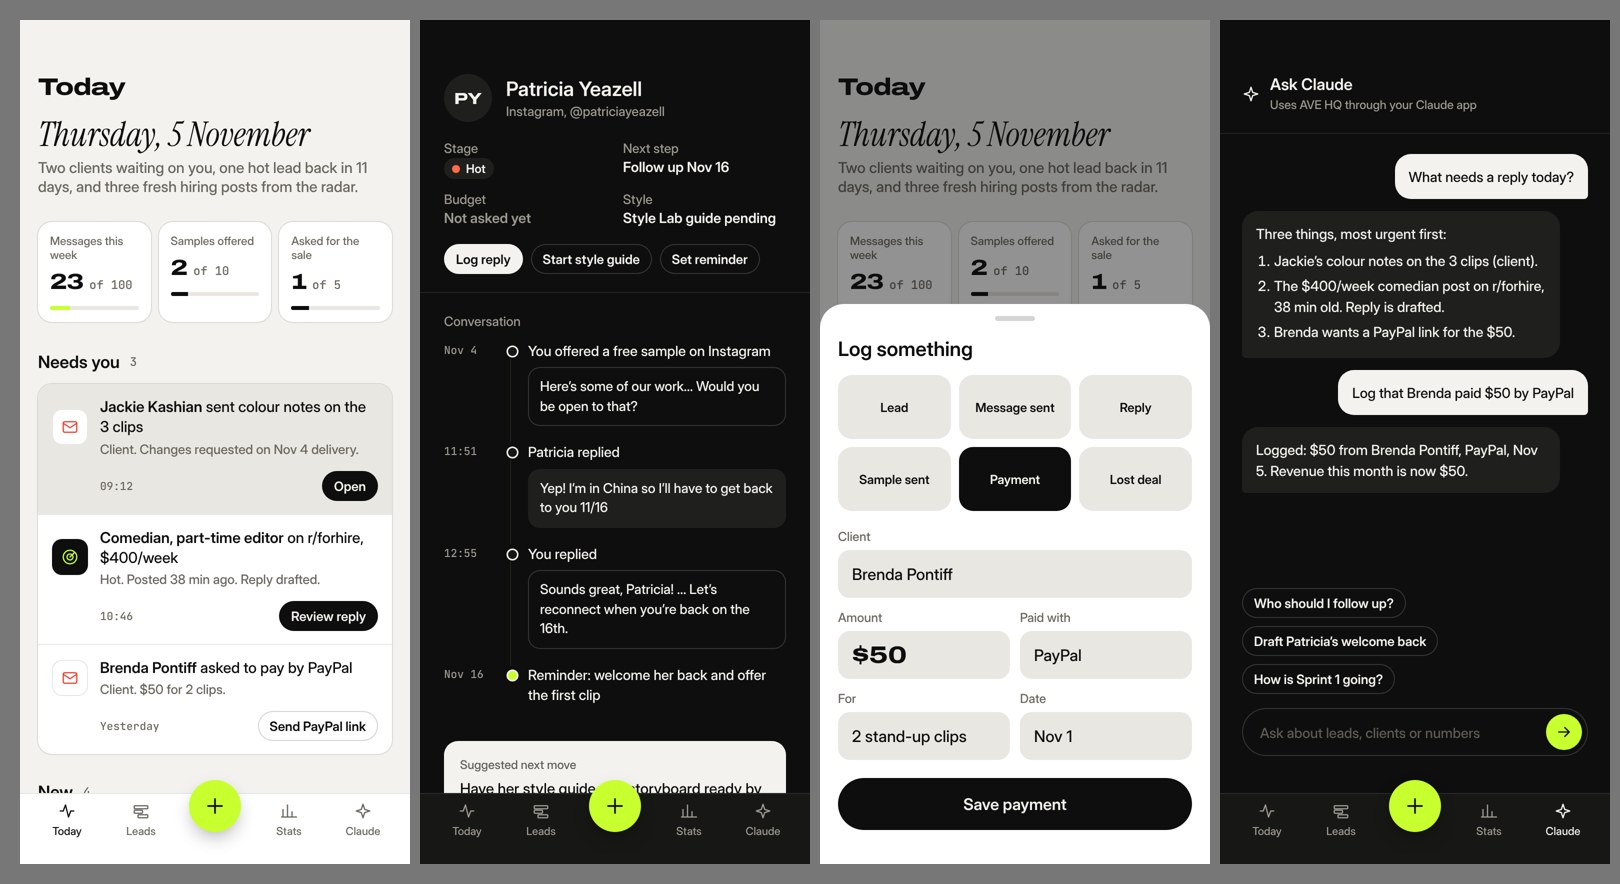 Today
Thursday, 5 November
Two clients waiting on you, one hot lead back in 11
days, and three fresh hiring posts from the radar.
Messages this
week
23 of 100
Samples offered
2 of 10
Asked for the
sale
1 of 5
Needs you 3
Jackie Kashian sent colour notes on the
3 clips
Client. Changes requested on Nov 4 delivery.
09:12
Open
Comedian, part-time editor on r/forhire,
$400/week
Hot. Posted 38 min ago. Reply drafted.
10:46
Review reply
Brenda Pontiff asked to pay by PayPal
Client. $50 for 2 clips.
Yesterday
Send PayPal link
New 4
Today
Leads
+
Stats
Claude
PY
Patricia Yeazell
Instagram, @patriciayeazell
Stage
Hot
Next step
Follow up Nov 16
Budget
Not asked yet
Style
Style Lab guide pending
Log reply
Start style guide
Set reminder
Conversation
Nov 4
You offered a free sample on Instagram
Here's some of our work... Would you
be open to that?
11:51
Patricia replied
Yep! I'm in China so I'll have to get back
to you 11/16
12:55
You replied
Sounds great, Patricia! ... Let's
reconnect when you're back on the
16th.
Nov 16
Reminder: welcome her back and offer
the first clip
Suggested next move
Have her style guide storyboard ready by
Today
Leads
+
Stats
Claude
Today
Thursday, 5 November
Two clients waiting on you, one hot lead back in 11
days, and three fresh hiring posts from the radar.
Messages this
week
23 of 100
Samples offered
2 of 10
Asked for the
sale
1 of 5
Log something
Lead
Message sent
Reply
Sample sent
Payment
Lost deal
Client
Brenda Pontiff
Amount
$50
Paid with
PayPal
For
2 stand-up clips
Date
Nov 1
Save payment
Ask Claude
Uses AVE HQ through your Claude app
What needs a reply today?
Three things, most urgent first:
1. Jackie's colour notes on the 3 clips (client).
2. The $400/week comedian post on r/forhire,
38 min old. Reply is drafted.
3. Brenda wants a PayPal link for the $50.
Log that Brenda paid $50 by PayPal
Logged: $50 from Brenda Pontiff, PayPal, Nov
5. Revenue this month is now $50.
Who should I follow up?
Draft Patricia's welcome back
How is Sprint 1 going?
Ask about leads, clients or numbers
Today
Leads
+
Stats
Claude